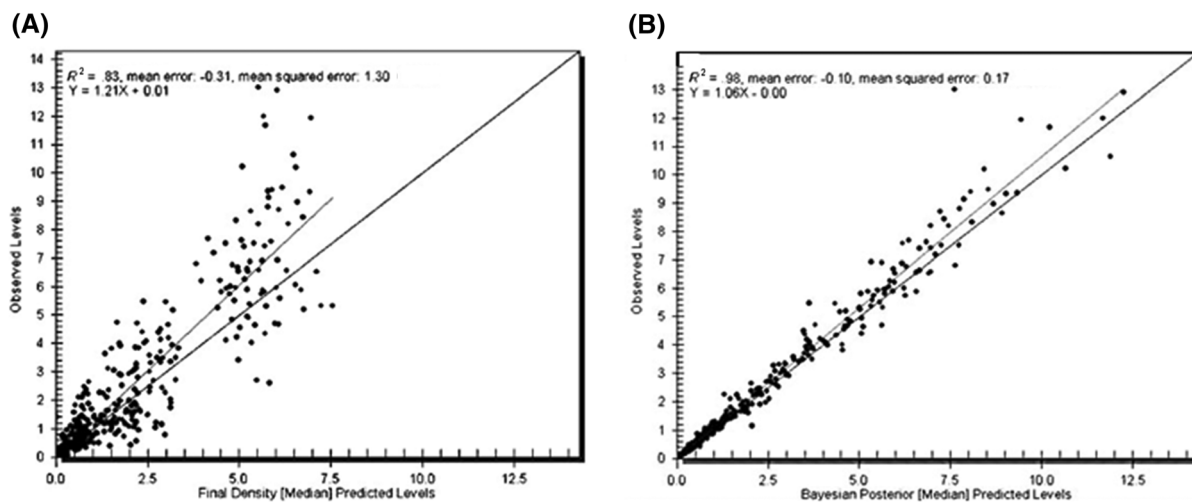 (A)
R² = .83, mean error: -0.31, mean squared error: 1.30
Y = 1.21X + 0.01
Observed Levels
14
13
12
11
10
9
8
7
6
5
4
3
2
1
0
0.0 2.5 5.0 7.5 10.0 12.5
Final Density [Median] Predicted Levels
(B)
R² = .98, mean error: -0.10, mean squared error: 0.17
Y = 1.06X - 0.00
Observed Levels
13
12
11
10
9
8
7
6
5
4
3
2
1
0
0.0 2.5 5.0 7.5 10.0 12.5
Bayesian Posterior [Median] Predicted Levels